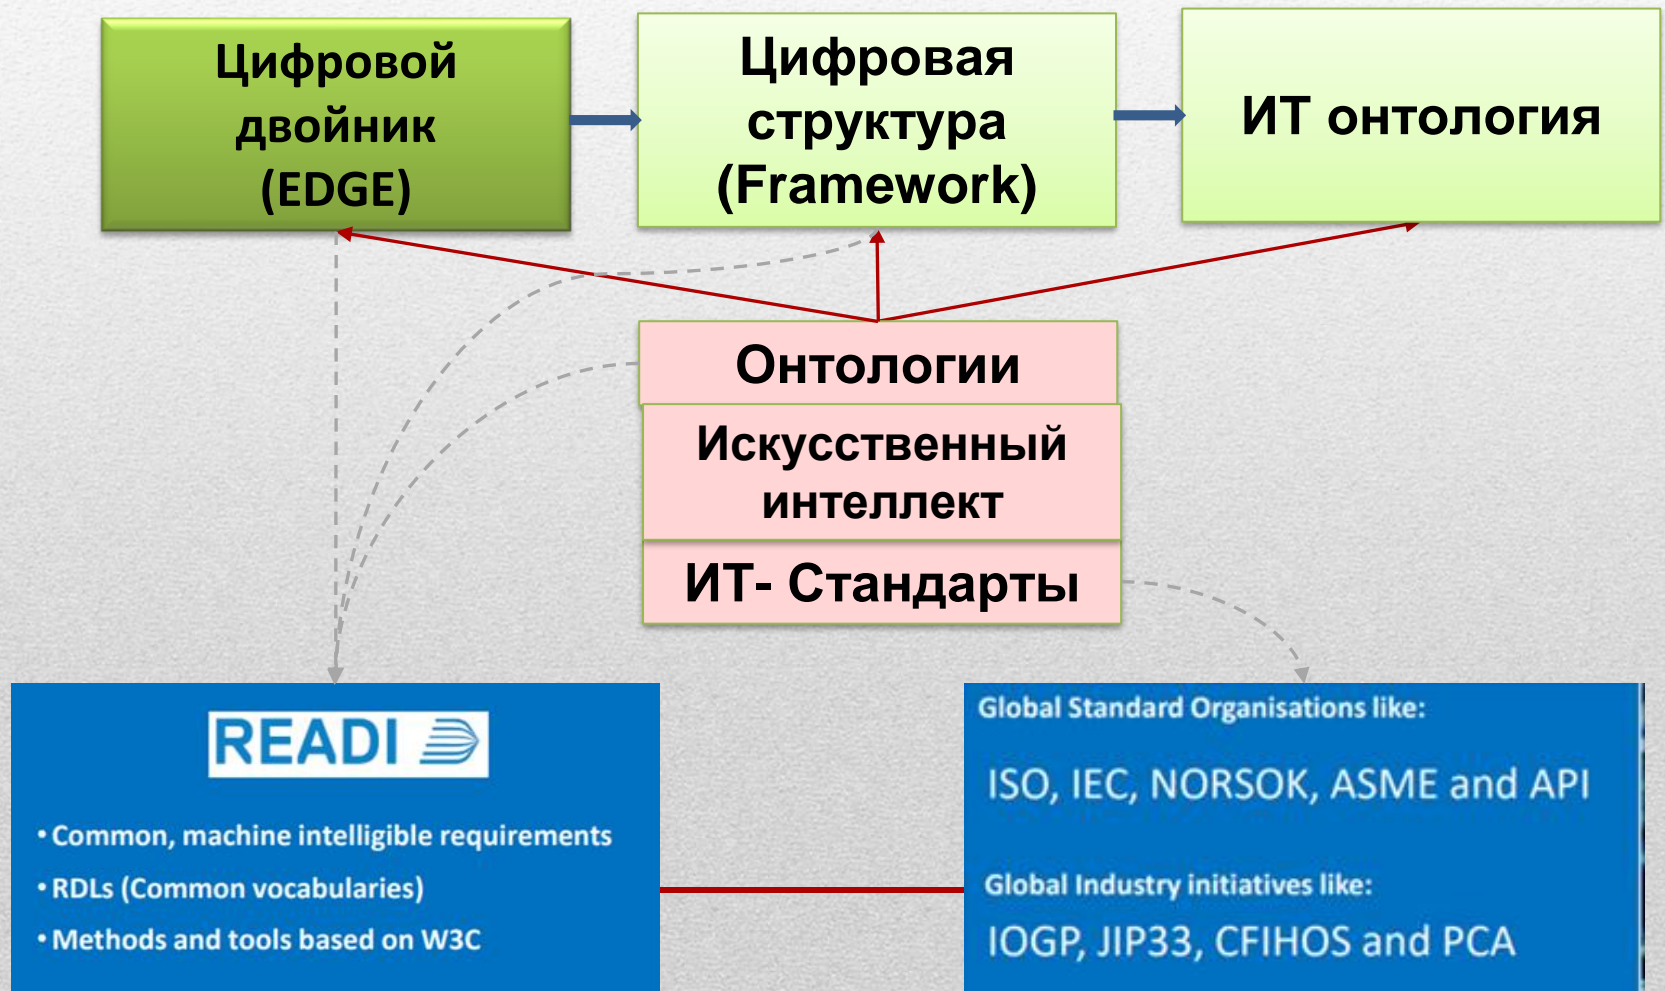 Цифровой
двойник
(EDGE)
Цифровая
структура
(Framework)
ИТ онтология
Онтологии
Искусственный
интеллект
ИТ- Стандарты
READI
• Common, machine intelligible requirements
• RDLs (Common vocabularies)
• Methods and tools based on W3C
Global Standard Organisations like:
ISO, IEC, NORSOK, ASME and API
Global Industry initiatives like:
IOGP, JIP33, CFIHOS and PCA